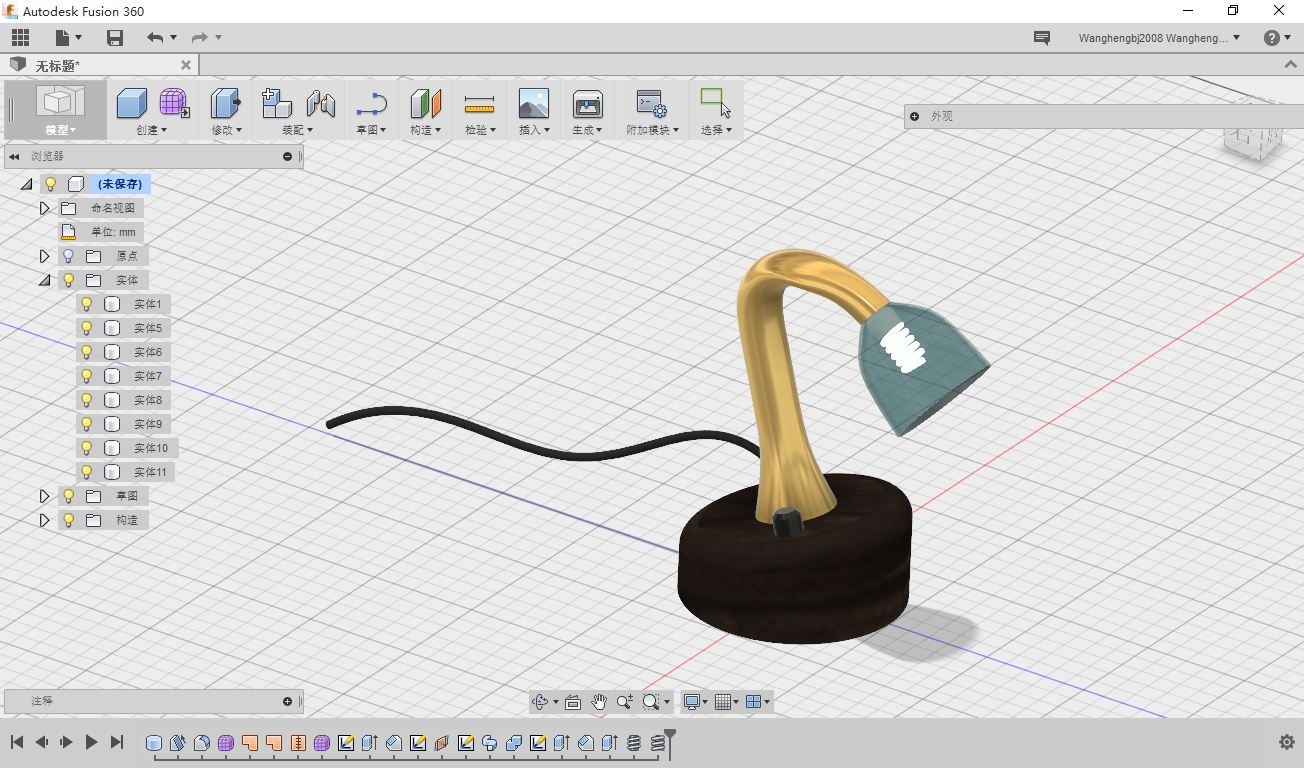 Autodesk Fusion 360
Wanghengbj2008 Wangheng...
无标题*
模型
创建
修改
装配
草图
构造
检验
插入
生成
附加模块
选择
外观
浏览器
(未保存)
命名视图
单位: mm
原点
实体
实体1
实体5
实体6
实体7
实体8
实体9
实体10
实体11
草图
构造
注释